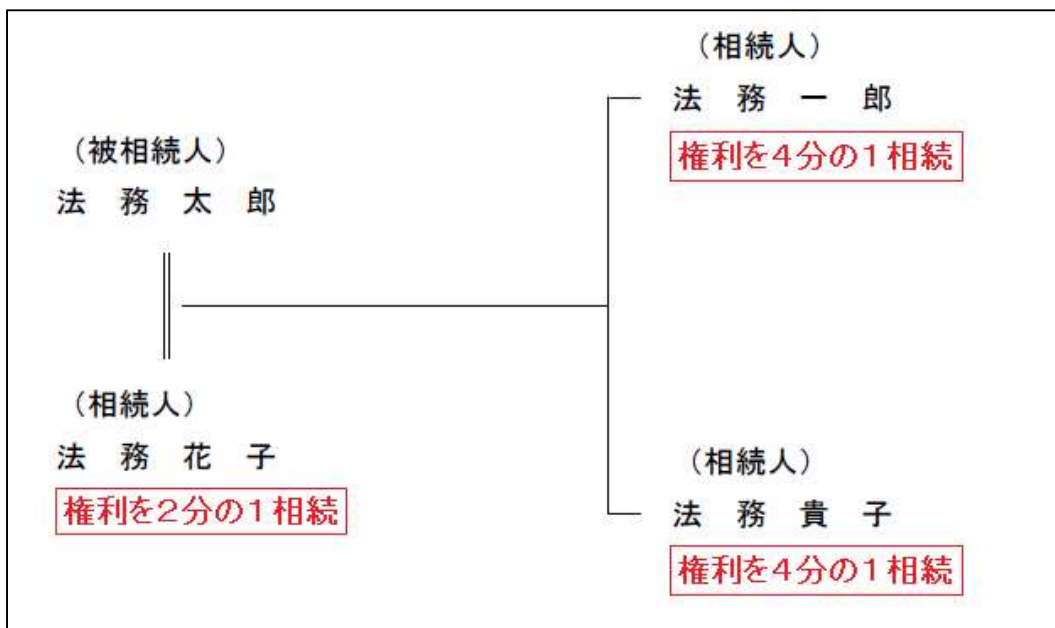 （被相続人）
法 務 太 郎
（相続人）
法 務 花 子
権利を２分の１相続
（相続人）
法 務 一 郎
権利を４分の１相続
（相続人）
法 務 貴 子
権利を４分の１相続